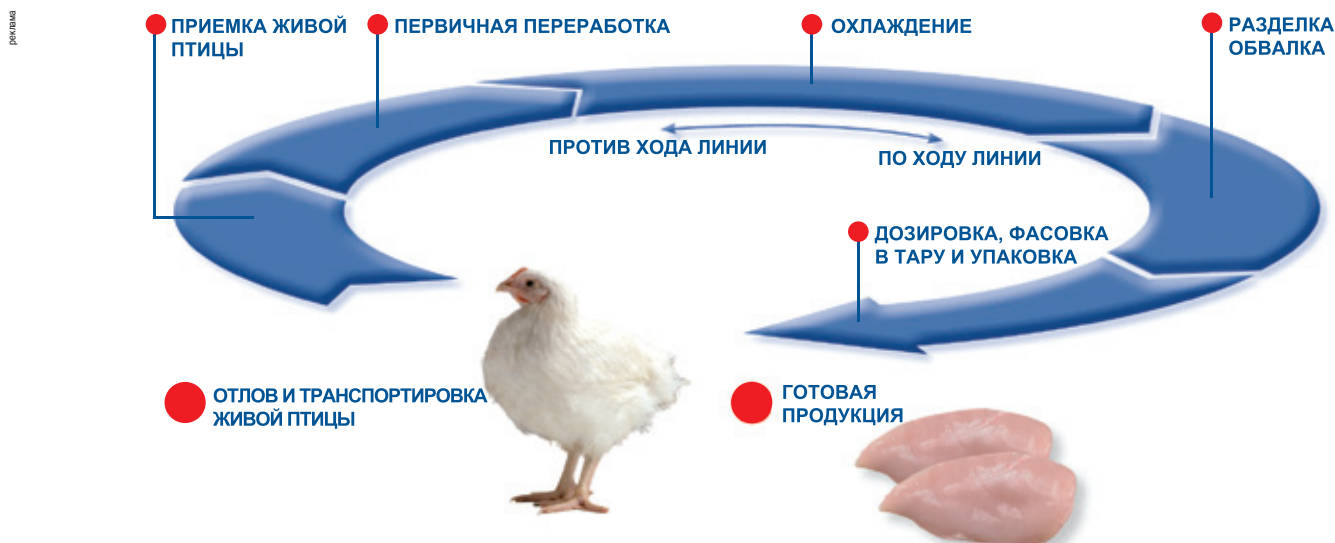 реклама
ПРИЕМКА ЖИВОЙ
ПТИЦЫ
ПЕРВИЧНАЯ ПЕРЕРАБОТКА
ОХЛАЖДЕНИЕ
РАЗДЕЛКА
ОБВАЛКА
ПРОТИВ ХОДА ЛИНИИ
ПО ХОДУ ЛИНИИ
ДОЗИРОВКА, ФАСОВКА
В ТАРУ И УПАКОВКА
ОТЛОВ И ТРАНСПОРТИРОВКА
ЖИВОЙ ПТИЦЫ
ГОТОВАЯ
ПРОДУКЦИЯ